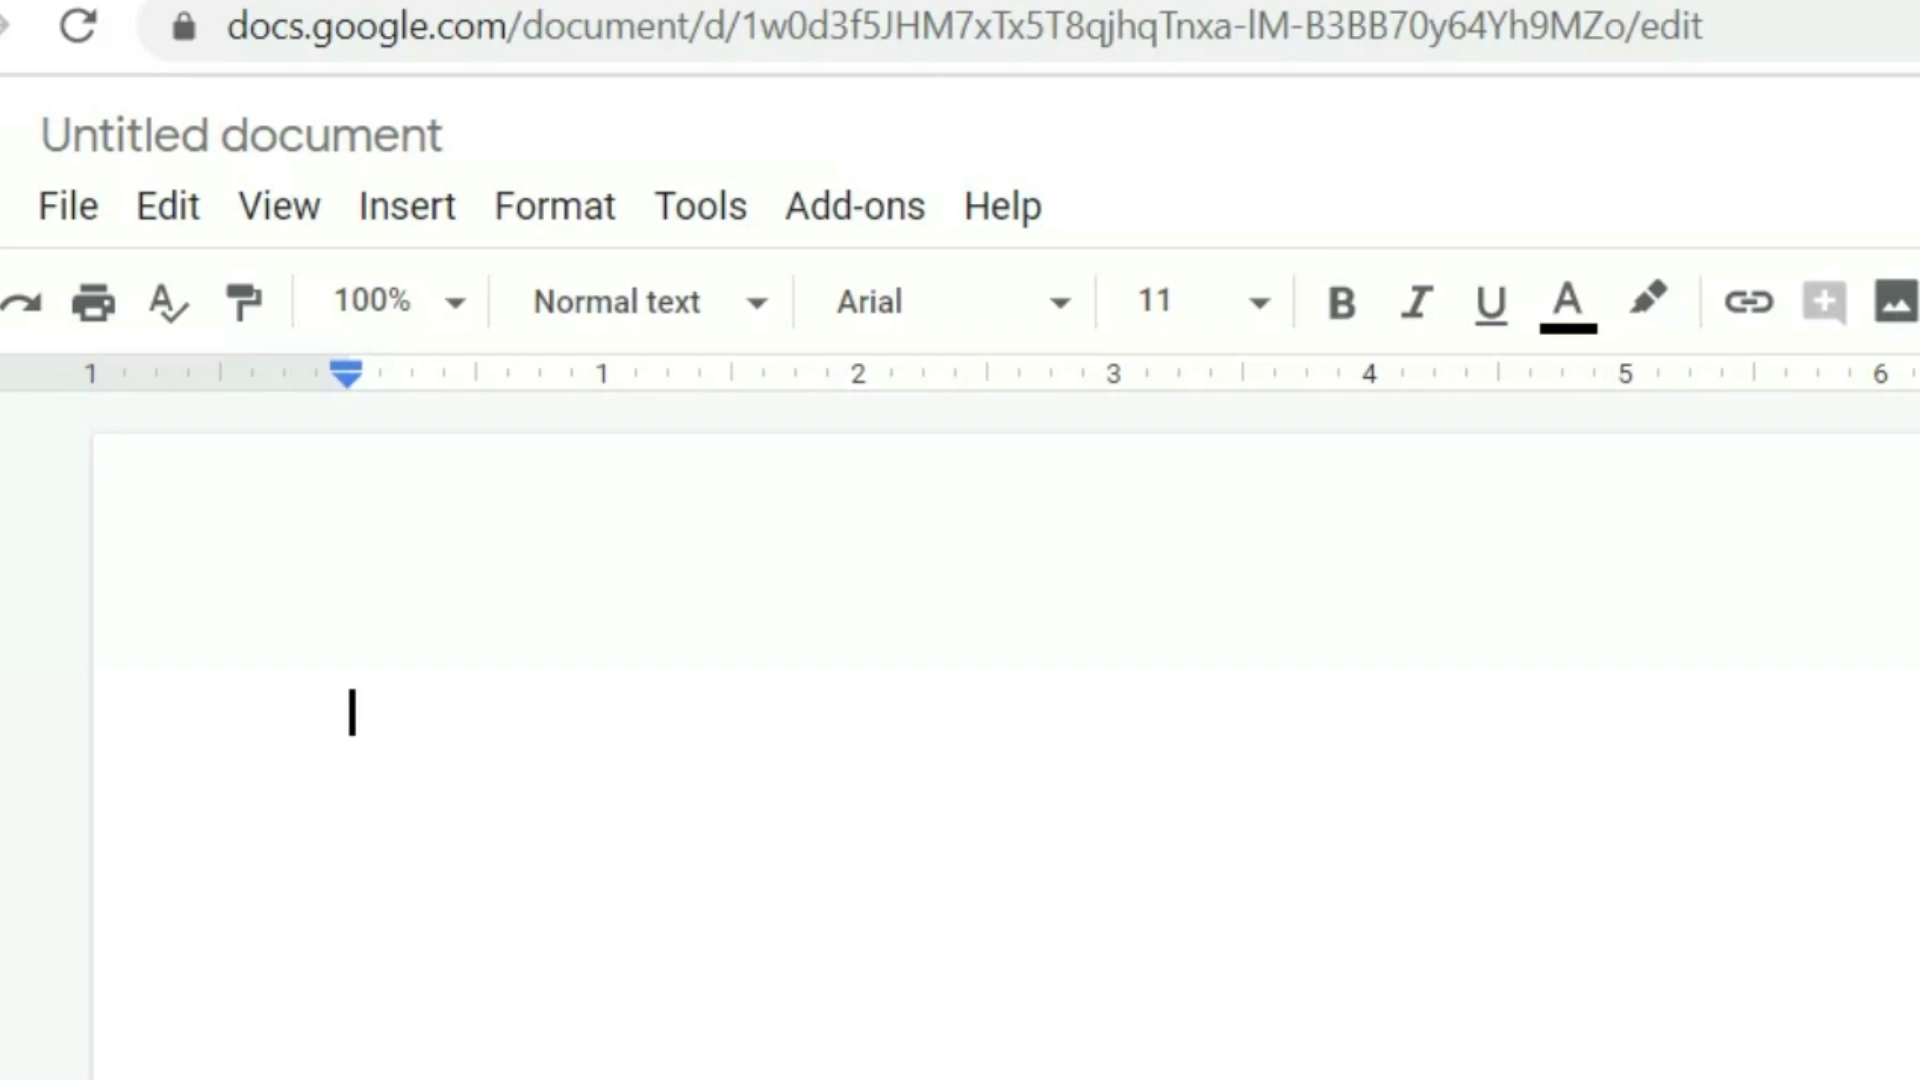 docs.google.com/document/d/1w0d3f5JHM7xTx5T8qjhqTnxa-lM-B3BB70y64Yh9MZo/edit
Untitled document
File Edit View Insert Format Tools Add-ons Help
100% Normal text Arial 11 B I U A
1 1 2 3 4 5 6